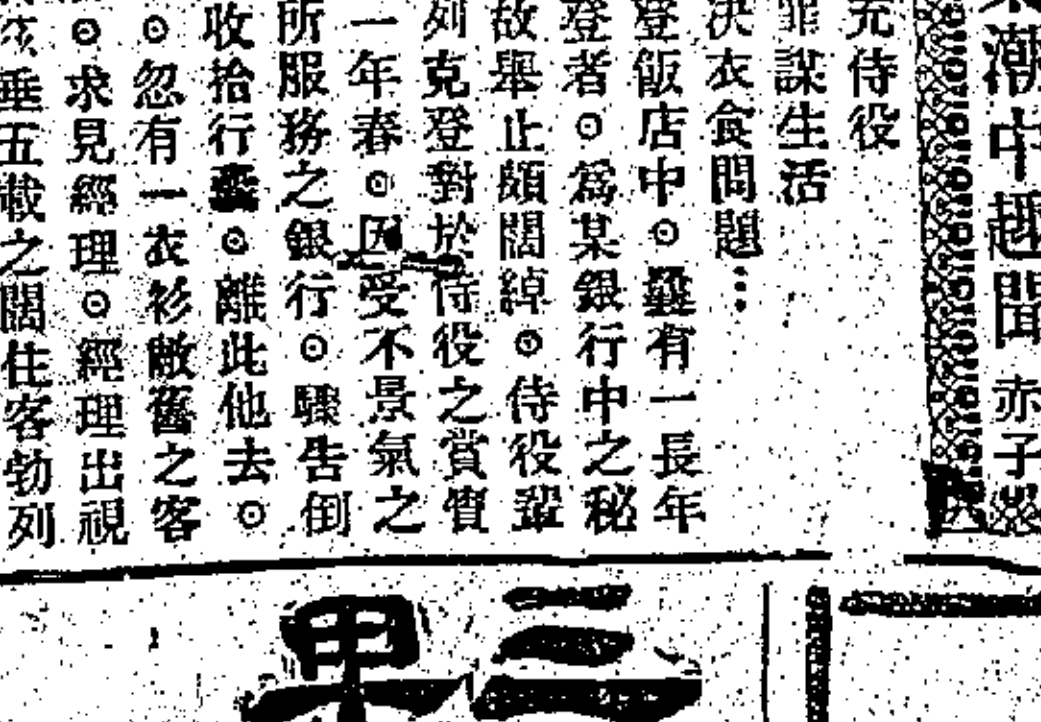 潮中趣聞 赤子
充侍役
謀生活
決衣食問題…
登飯店中。曩有一長年
登者。爲某銀行中之秘
故舉止頗闊綽。侍役輩
列克登對於侍役之賞賚
一年春。因受不景氣之
所服務之銀行。驟告倒
收拾行囊。離此他去。
。忽有一衣衫敝舊之客
。求見經理。經理出視
垂五載之闊住客勃列
三